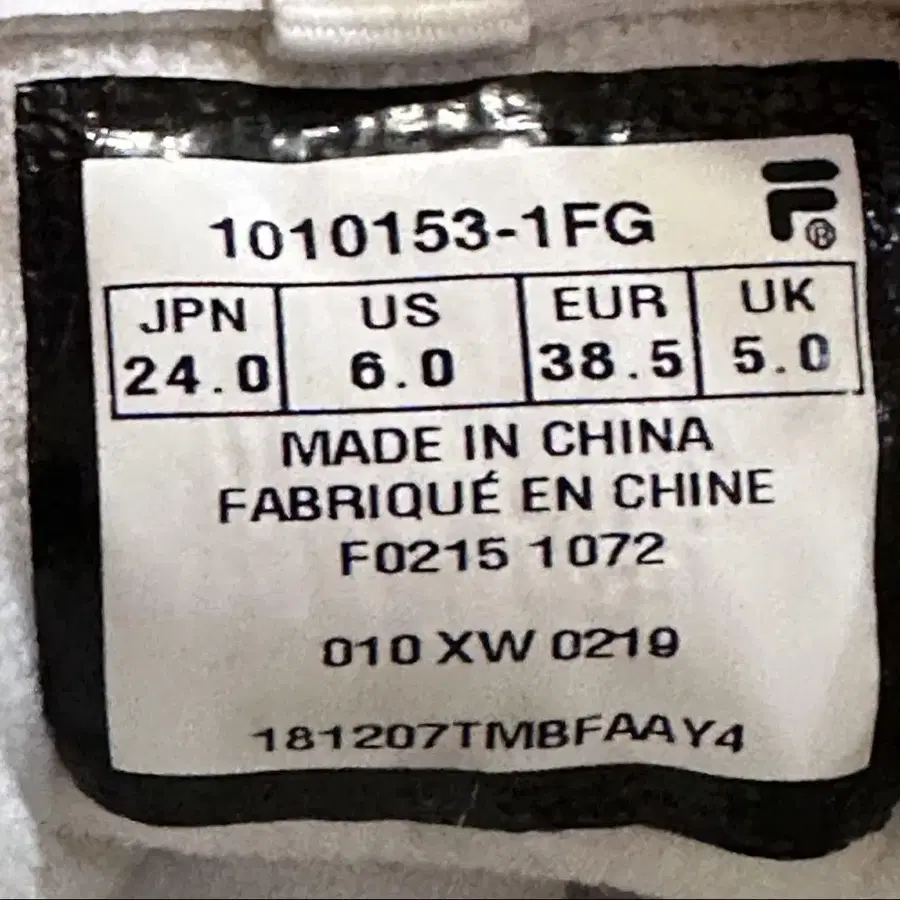 1010153-1FG
JPN US EUR UK
24.0 6.0 38.5 5.0
MADE IN CHINA
FABRIQUÉ EN CHINE
F0215 1072
010 XW 0219
181207TMBFAAY4